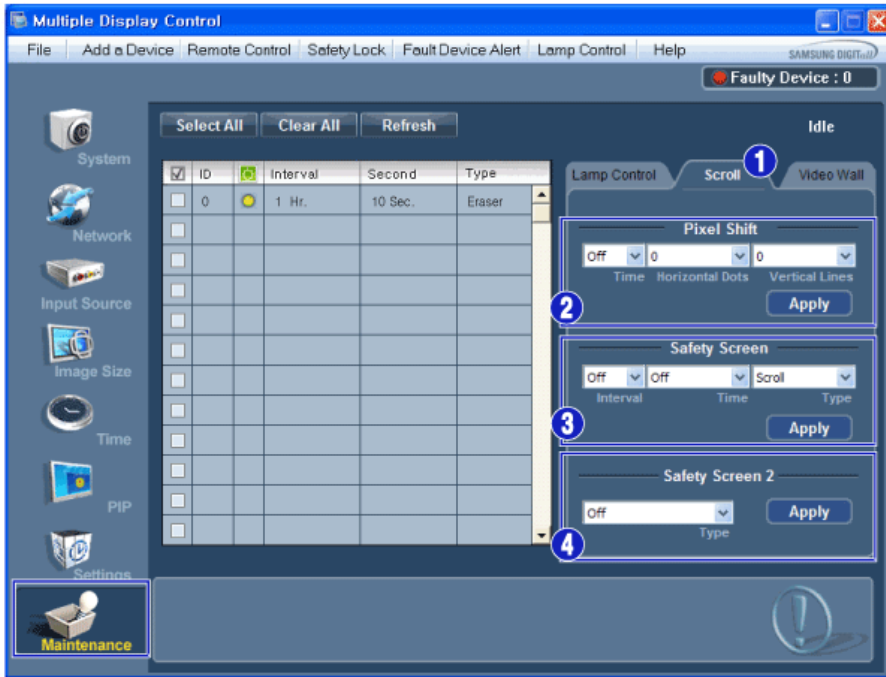 Multiple Display Control
File Add a Device Remote Control Safety Lock Fault Device Alert Lamp Control Help SAMSUNG DIGITall
Faulty Device : 0
Select All Clear All Refresh Idle
System
Network
Input Source
Image Size
Time
PIP
Settings
Maintenance
ID Interval Second Type
0 1 Hr. 10 Sec. Eraser
Lamp Control Scroll 1 Video Wall
Pixel Shift
Off 0 0
Time Horizontal Dots Vertical Lines
2 Apply
Safety Screen
Off Off Scroll
Interval Time Type
3 Apply
Safety Screen 2
Off Apply
Type
4